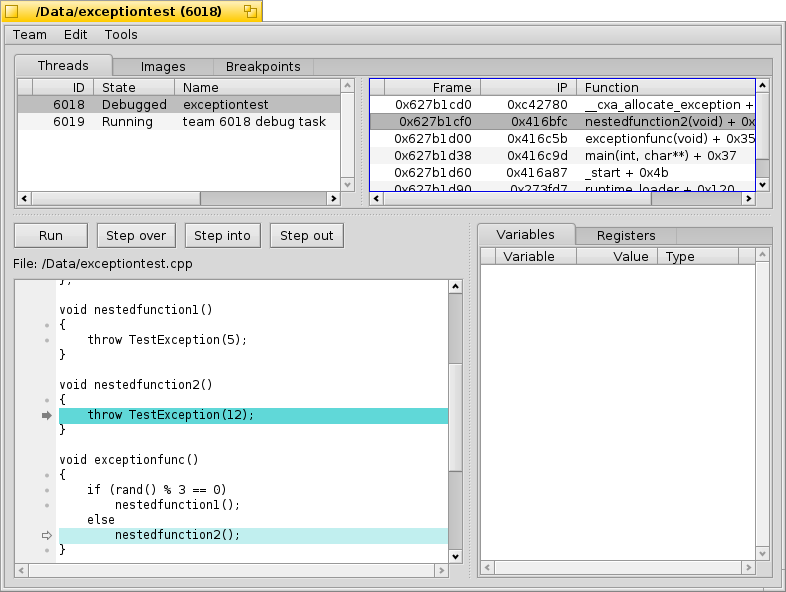 /Data/exceptiontest (6018)
Team Edit Tools
Threads Images Breakpoints
ID State Name
6018 Debugged exceptiontest
6019 Running team 6018 debug task
Frame IP Function
0x627b1cd0 0xc42780 __cxa_allocate_exception +
0x627b1cf0 0x416bfc nestedfunction2(void) + 0x
0x627b1d00 0x416c5b exceptionfunc(void) + 0x35
0x627b1d38 0x416c9d main(int, char**) + 0x37
0x627b1d60 0x416a87 _start + 0x4b
0x627b1d90 0x273fd7 runtime_loader + 0x120
Run Step over Step into Step out
File: /Data/exceptiontest.cpp
};
void nestedfunction1()
{
throw TestException(5);
}
void nestedfunction2()
{
throw TestException(12);
}
void exceptionfunc()
{
if (rand() % 3 == 0)
nestedfunction1();
else
nestedfunction2();
}
Variables Registers
Variable Value Type